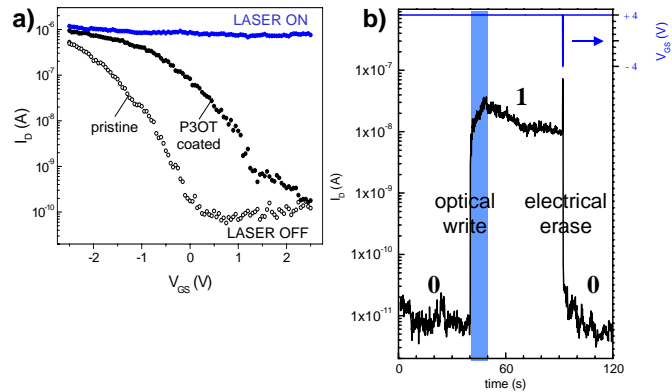 a)
LASER ON
10⁻⁶
10⁻⁷
10⁻⁸
10⁻⁹
10⁻¹⁰
I_D (A)
pristine
P3OT
coated
LASER OFF
-2 -1 0 1 2
V_GS (V)
b)
+4
-4
V_GS (V)
1x10⁻⁷
1x10⁻⁸
1x10⁻⁹
1x10⁻¹⁰
1x10⁻¹¹
I_D (A)
1
optical
write
electrical
erase
0
0
0 60 120
time (s)